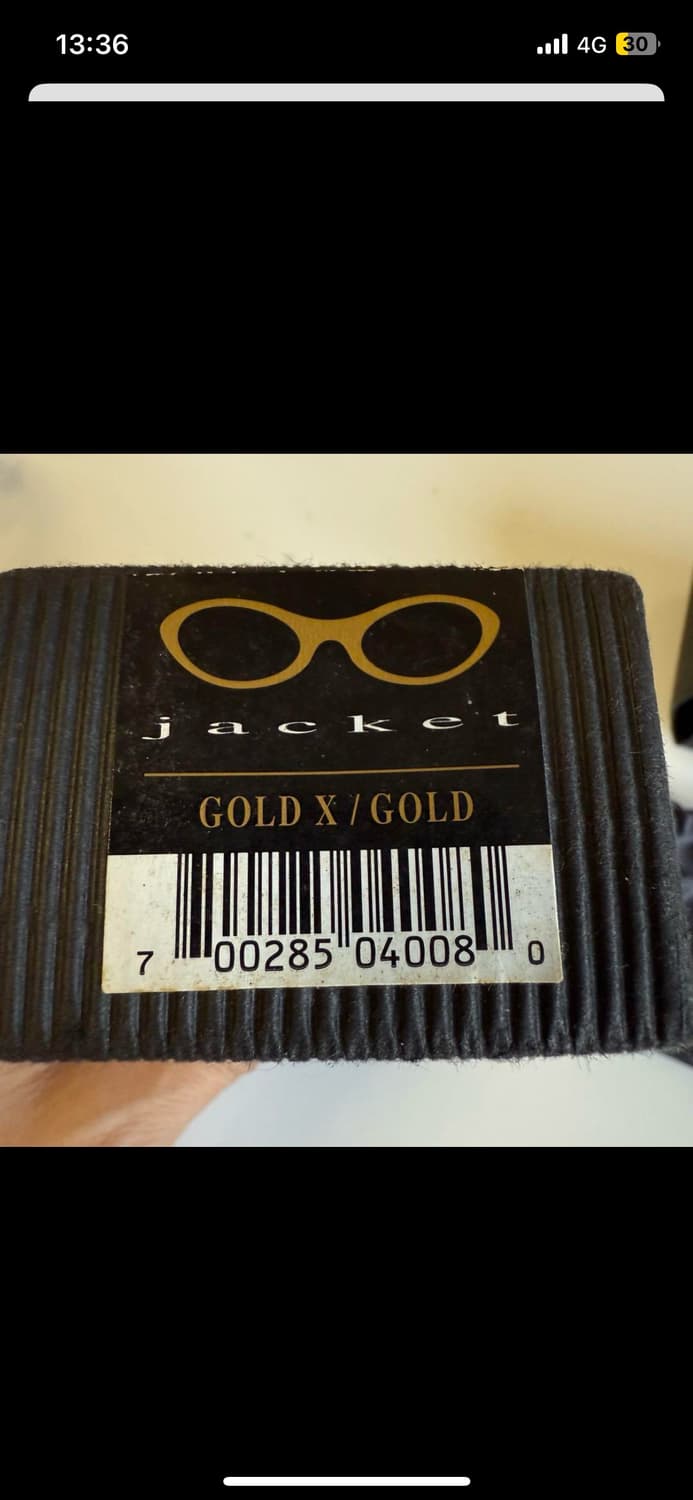 13:36 4G 30
jacket
GOLD X / GOLD
7 00285 04008 0